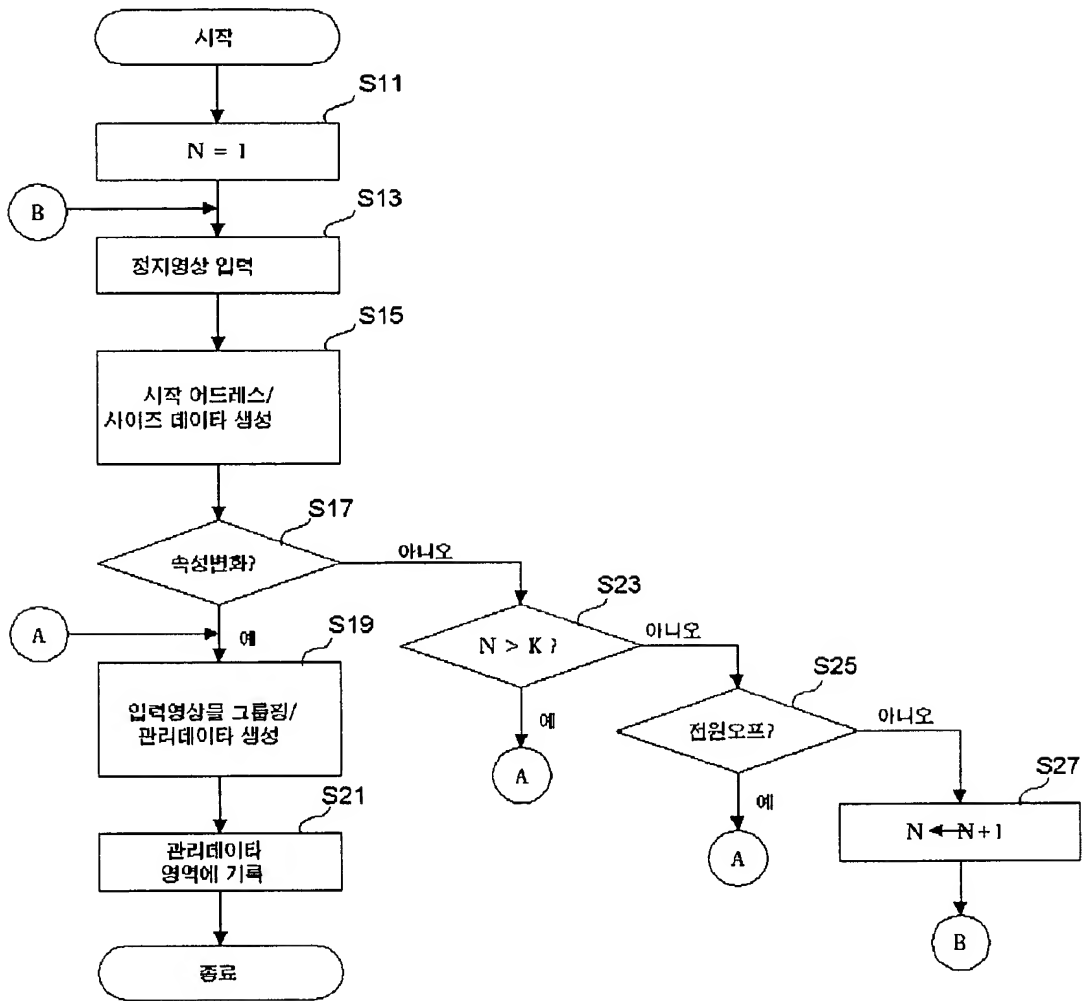 시작
S11
N = 1
B
S13
정지영상 입력
S15
시작 어드레스/
사이즈 데이타 생성
S17
속성변화?
아니오
예
A
S19
입력영상을 그룹핑/
관리데이타 생성
S21
관리데이타
영역에 기록
종료
S23
N > K ?
아니오
예
A
S25
전원오프?
아니오
예
A
S27
N ← N+1
B